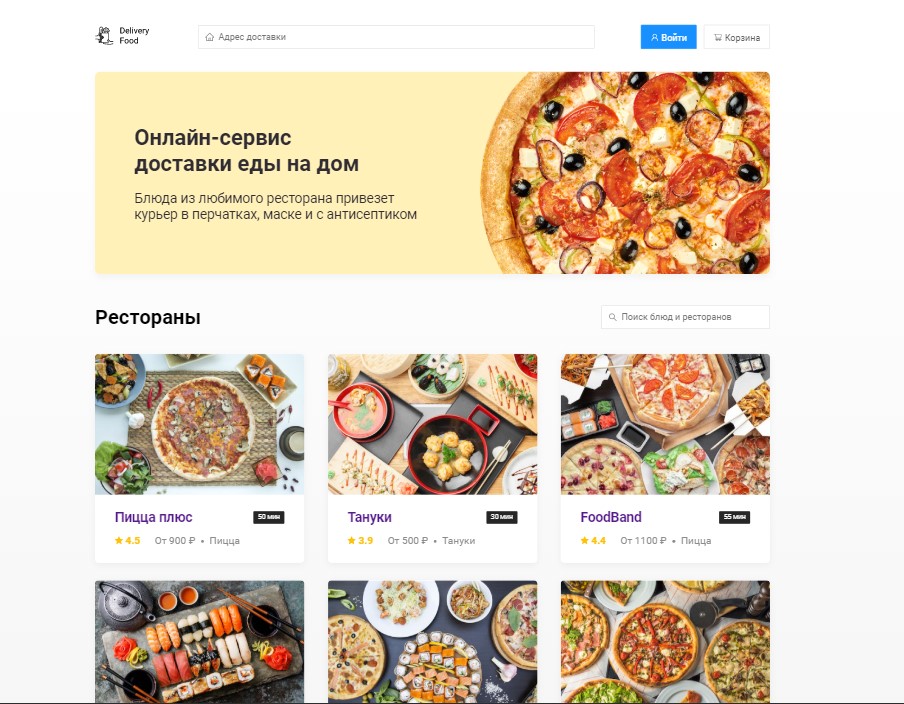 Delivery
Food
Адрес доставки
Войти
Корзина
Онлайн-сервис
доставки еды на дом
Блюда из любимого ресторана привезет
курьер в перчатках, маске и с антисептиком
Рестораны
Поиск блюд и ресторанов
Пицца плюс
50 мин
4.5 От 900 ₽ • Пицца
Тануки
30 мин
3.9 От 500 ₽ • Тануки
FoodBand
55 мин
4.4 От 1100 ₽ • Пицца